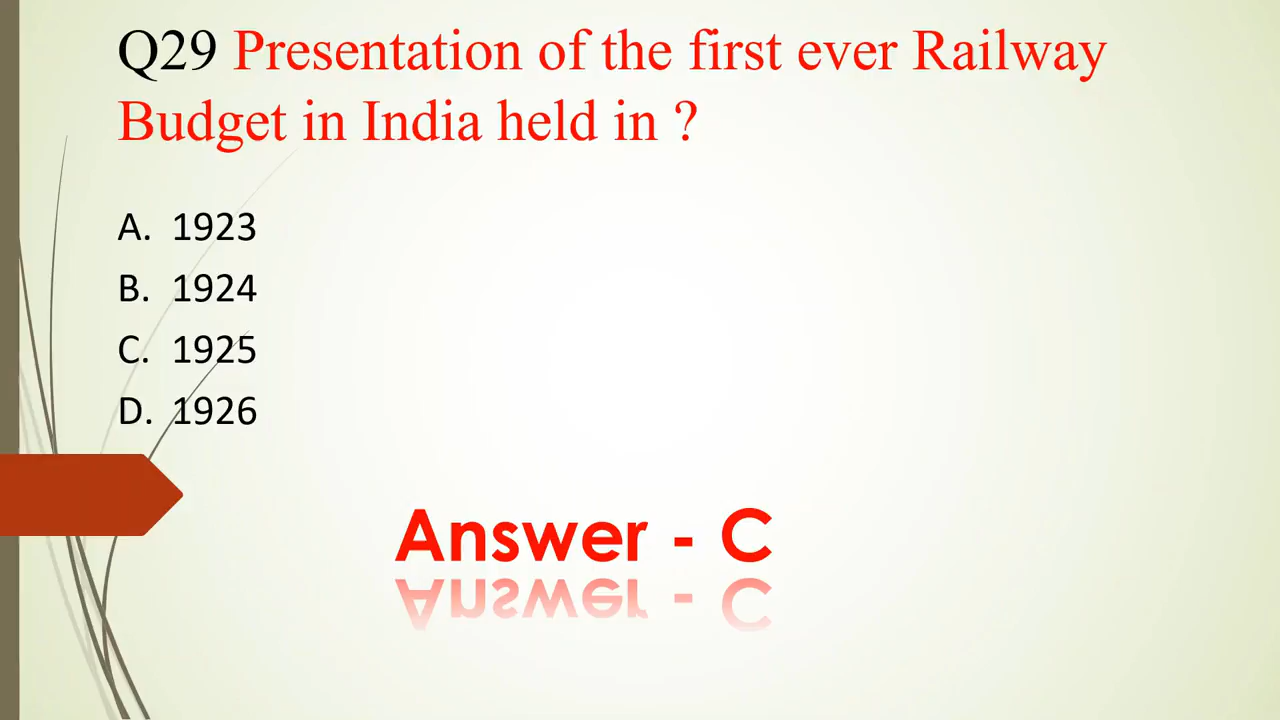 Q29 Presentation of the first ever Railway
Budget in India held in ?
A. 1923
B. 1924
C. 1925
D. 1926
Answer - C